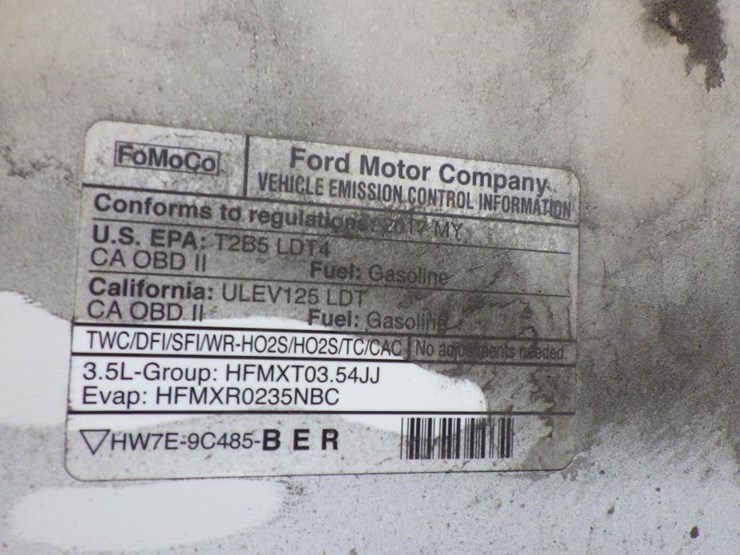 FoMoCo
Ford Motor Company
VEHICLE EMISSION CONTROL INFORMATION
Conforms to regulations: 2017 MY
U.S. EPA: T2B5 LDT4
CA OBD II Fuel: Gasoline
California: ULEV125 LDT
CA OBD II Fuel: Gasoline
TWC/DFI/SFI/WR-HO2S/HO2S/TC/CAC No adjustments needed.
3.5L-Group: HFMXT03.54JJ
Evap: HFMXR0235NBC
HW7E-9C485-BER